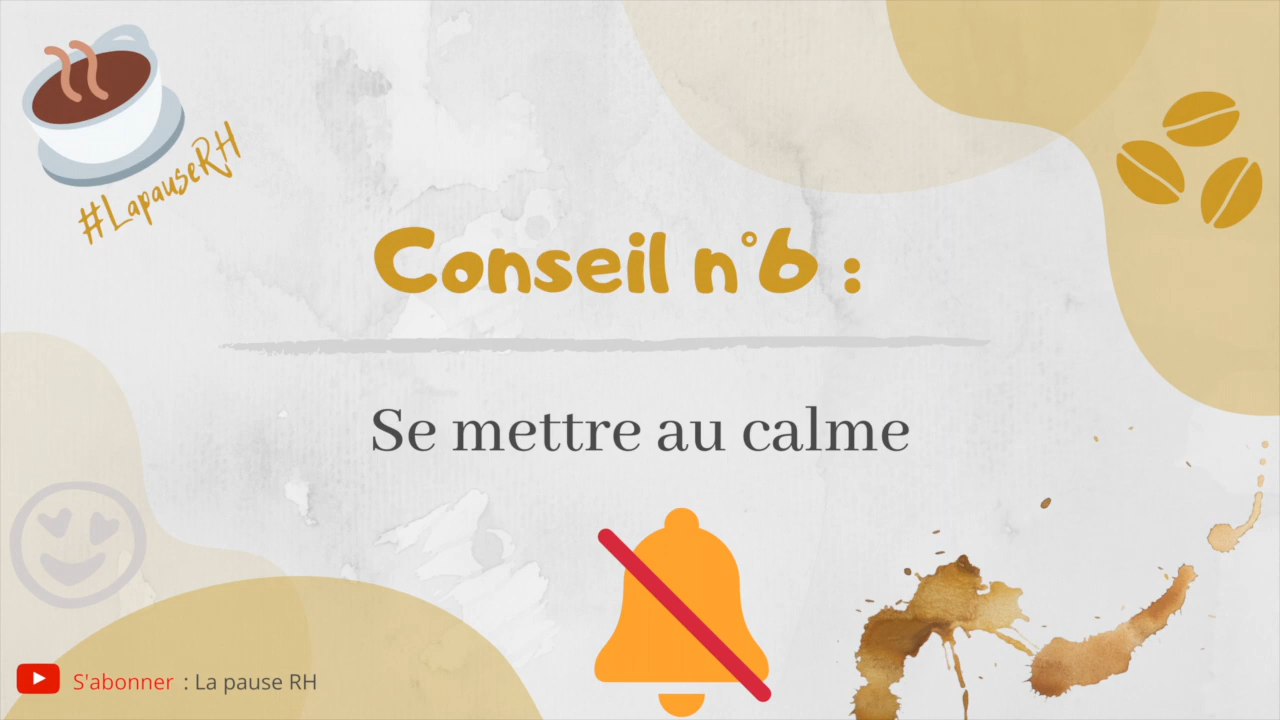 #LapauseRH
Conseil n°6 :
Se mettre au calme
S'abonner : La pause RH